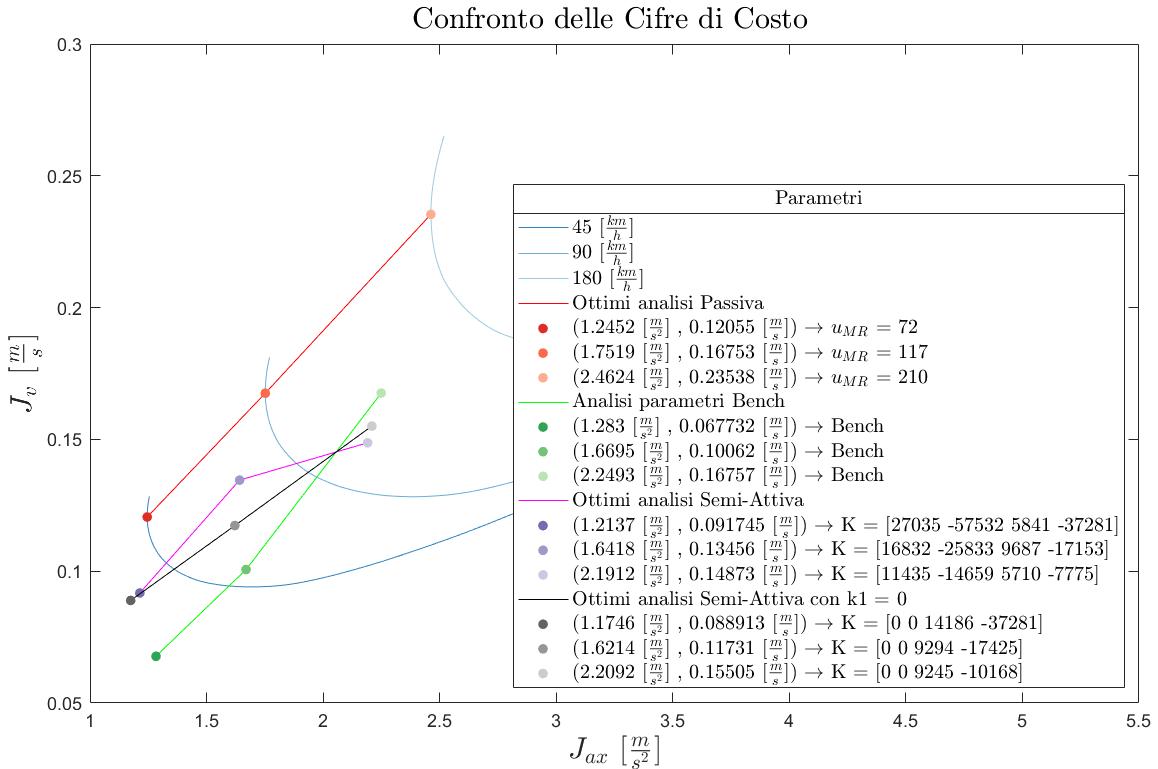 Confronto delle Cifre di Costo
0.3
0.25
0.2
0.15
0.1
0.05
J_v [m/s]
1 1.5 2 2.5 3 3.5 4 4.5 5 5.5
J_ax [m/s²]
Parametri
45 [km/h]
90 [km/h]
180 [km/h]
Ottimi analisi Passiva
(1.2452 [m/s²] , 0.12055 [m/s]) → u_MR = 72
(1.7519 [m/s²] , 0.16753 [m/s]) → u_MR = 117
(2.4624 [m/s²] , 0.23538 [m/s]) → u_MR = 210
Analisi parametri Bench
(1.283 [m/s²] , 0.067732 [m/s]) → Bench
(1.6695 [m/s²] , 0.10062 [m/s]) → Bench
(2.2493 [m/s²] , 0.16757 [m/s]) → Bench
Ottimi analisi Semi-Attiva
(1.2137 [m/s²] , 0.091745 [m/s]) → K = [27035 -57532 5841 -37281]
(1.6418 [m/s²] , 0.13456 [m/s]) → K = [16832 -25833 9687 -17153]
(2.1912 [m/s²] , 0.14873 [m/s]) → K = [11435 -14659 5710 -7775]
Ottimi analisi Semi-Attiva con k1 = 0
(1.1746 [m/s²] , 0.088913 [m/s]) → K = [0 0 14186 -37281]
(1.6214 [m/s²] , 0.11731 [m/s]) → K = [0 0 9294 -17425]
(2.2092 [m/s²] , 0.15505 [m/s]) → K = [0 0 9245 -10168]